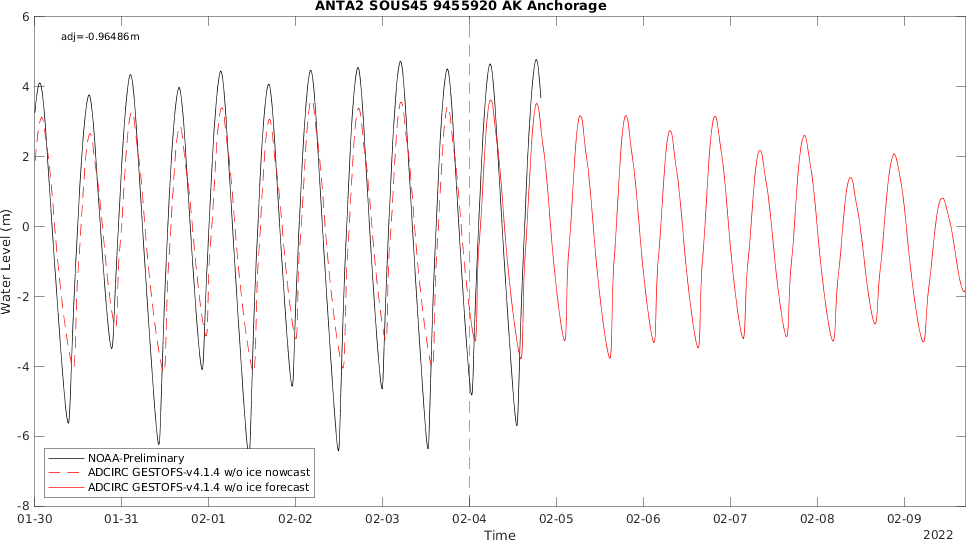 ANTA2 SOUS45 9455920 AK Anchorage
adj=-0.96486m
6
4
2
0
-2
-4
-6
-8
Water Level (m)
NOAA-Preliminary
ADCIRC GESTOFS-v4.1.4 w/o ice nowcast
ADCIRC GESTOFS-v4.1.4 w/o ice forecast
01-30 01-31 02-01 02-02 02-03 02-04 02-05 02-06 02-07 02-08 02-09
Time
2022